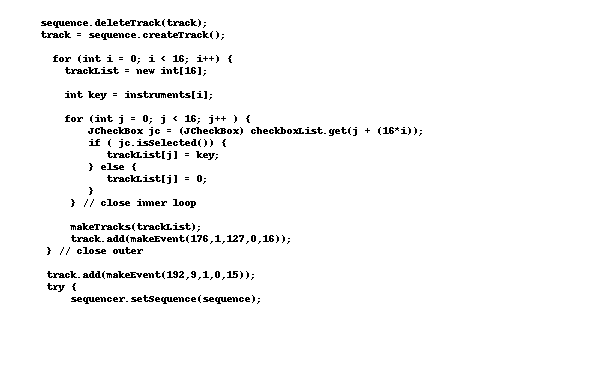 sequence.deleteTrack(track);
track = sequence.createTrack();
for (int i = 0; i < 16; i++) {
trackList = new int[16];
int key = instruments[i];
for (int j = 0; j < 16; j++ ) {
JCheckBox jc = (JCheckBox) checkboxList.get(j + (16*i));
if ( jc.isSelected()) {
trackList[j] = key;
} else {
trackList[j] = 0;
}
} // close inner loop
makeTracks(trackList);
track.add(makeEvent(176,1,127,0,16));
} // close outer
track.add(makeEvent(192,9,1,0,15));
try {
sequencer.setSequence(sequence);